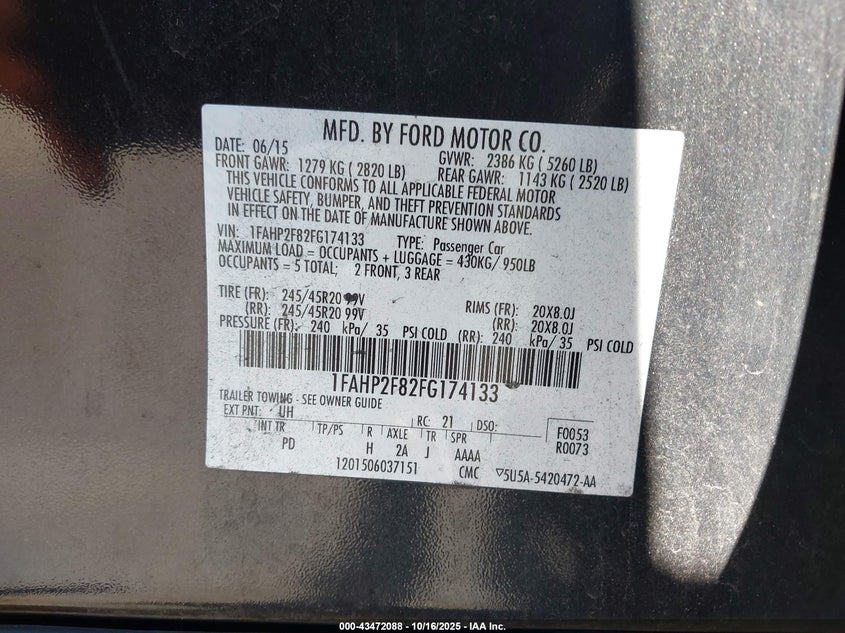 MFD. BY FORD MOTOR CO.
DATE: 06/15 GVWR: 2386 KG ( 5260 LB)
FRONT GAWR: 1279 KG ( 2820 LB) REAR GAWR: 1143 KG ( 2520 LB)
THIS VEHICLE CONFORMS TO ALL APPLICABLE FEDERAL MOTOR
VEHICLE SAFETY, BUMPER, AND THEFT PREVENTION STANDARDS
IN EFFECT ON THE DATE OF MANUFACTURE SHOWN ABOVE.
VIN: 1FAHP2F82FG174133 TYPE: Passenger Car
MAXIMUM LOAD = OCCUPANTS + LUGGAGE = 430KG/ 950LB
OCCUPANTS = 5 TOTAL; 2 FRONT, 3 REAR
TIRE (FR): 245/45R20 99V RIMS (FR): 20X8.0J
(RR): 245/45R20 99V (RR): 20X8.0J
PRESSURE (FR): 240 kPa/ 35 PSI COLD (RR): 240 kPa/ 35 PSI COLD
1FAHP2F82FG174133
TRAILER TOWING - SEE OWNER GUIDE
EXT PNT: UH RC: 21 DSO: F0053
INT TR TP/PS R AXLE TR SPR R0073
PD H 2A J AAAA
1201506037151 CMC 5U5A-5420472-AA
000-43472088 - 10/16/2025 - IAA Inc.